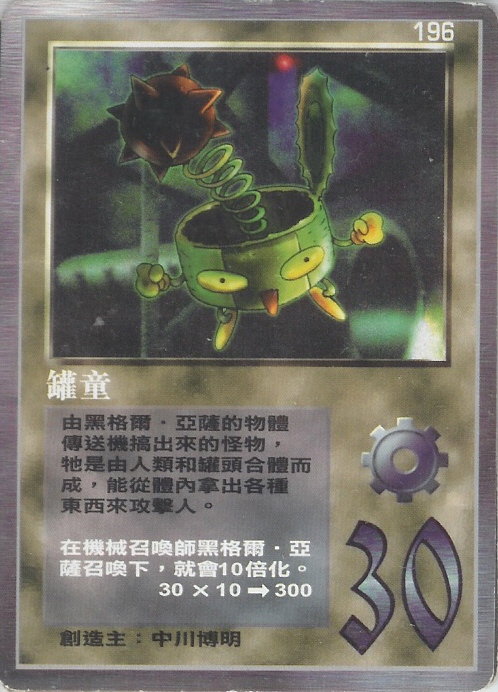 196
罐童
由黑格爾·亞薩的物體
傳送機搞出來的怪物，
牠是由人類和罐頭合體而
成，能從體內拿出各種
東西來攻擊人。
在機械召喚師黑格爾·亞
薩召喚下，就會10倍化。
30 × 10 ➡ 300
30
創造主：中川博明